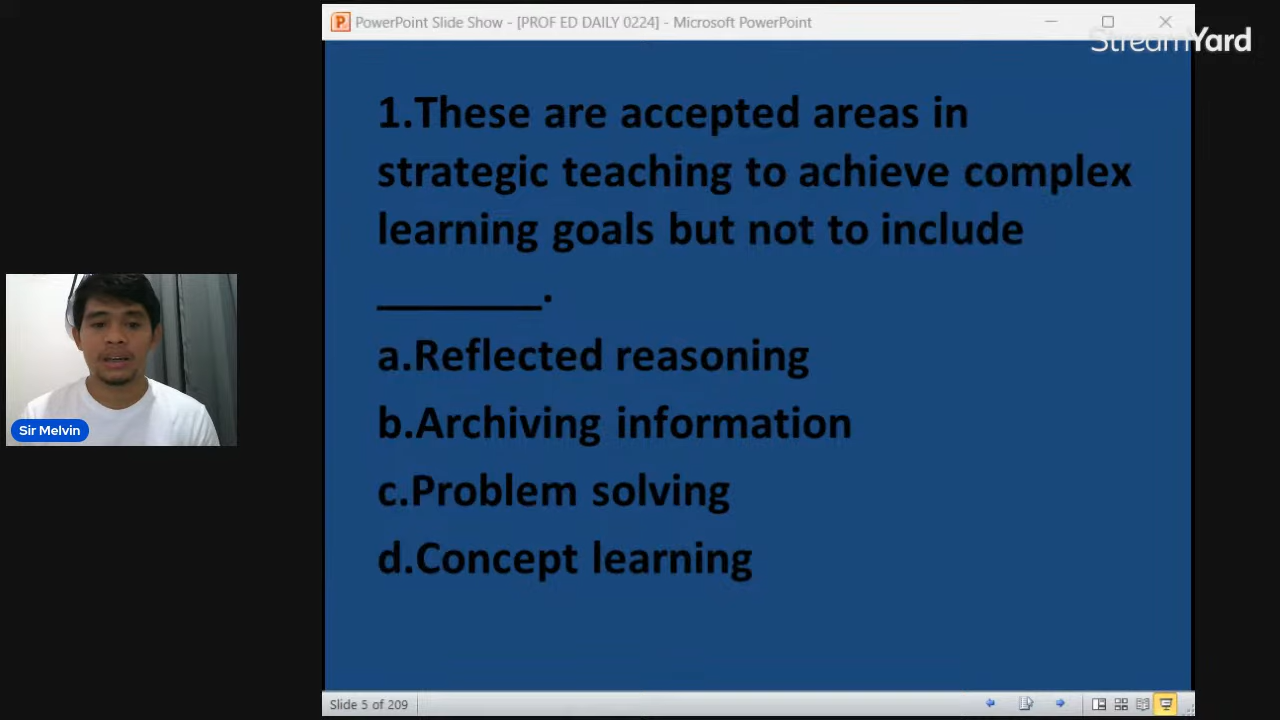 PowerPoint Slide Show - [PROF ED DAILY 0224] - Microsoft PowerPoint
StreamYard
1.These are accepted areas in
strategic teaching to achieve complex
learning goals but not to include
________.
a.Reflected reasoning
b.Archiving information
c.Problem solving
d.Concept learning
Sir Melvin
Slide 5 of 209